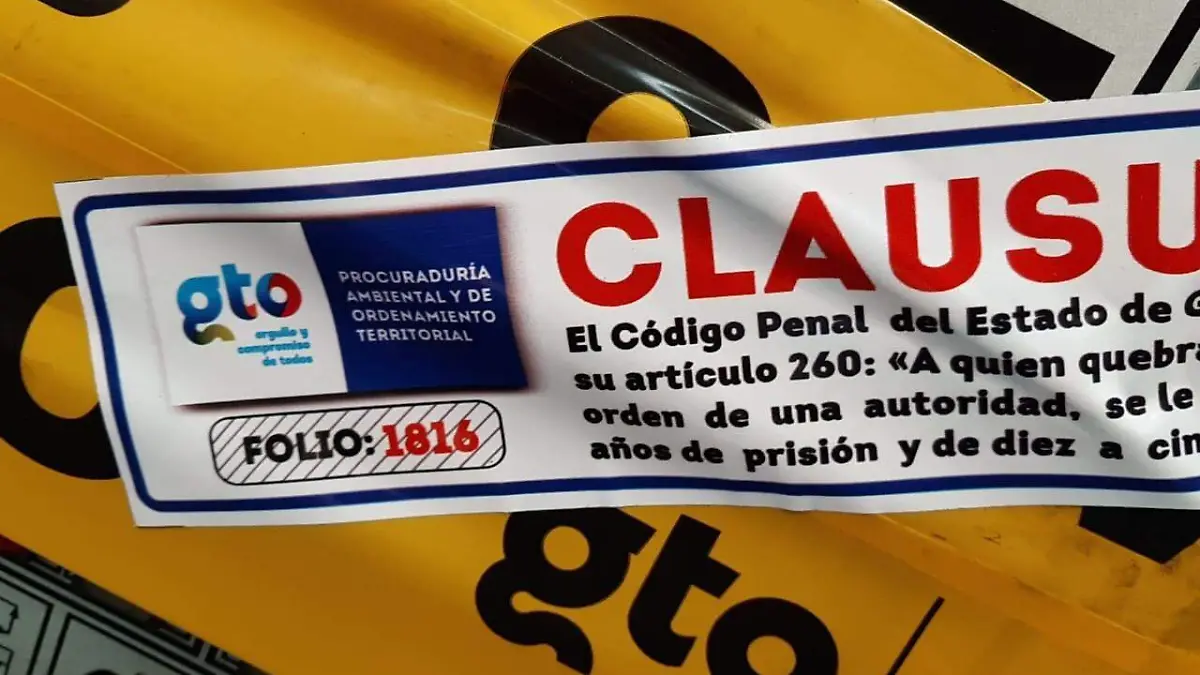 gto
orgullo y
compromiso
de todos
PROCURADURÍA
AMBIENTAL Y DE
ORDENAMIENTO
TERRITORIAL
FOLIO: 1816
CLAUSU
El Código Penal del Estado de G
su artículo 260: «A quien quebra
orden de una autoridad, se le
años de prisión y de diez a cin
gto